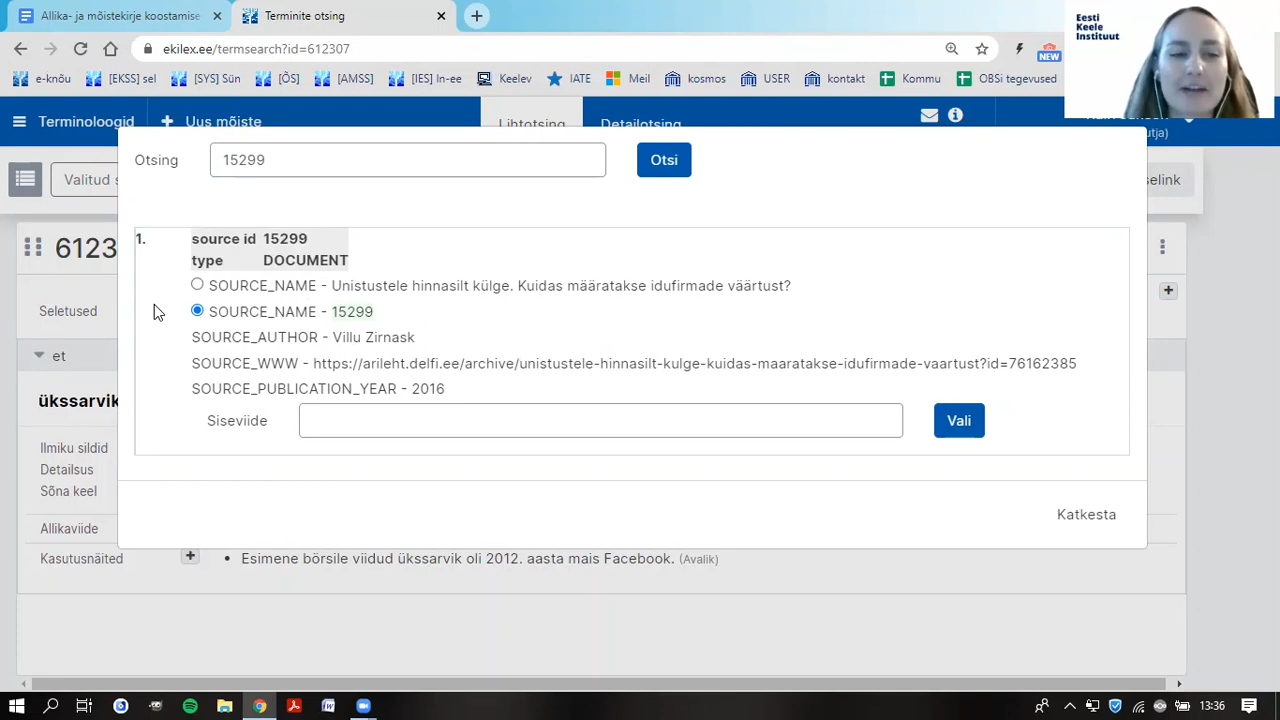 Allika- ja mõistekirje koostamise
Terminite otsing
ekilex.ee/termsearch?id=612307
NEW
e-knõu
[EKSS] sel
[SYS] Sün
[ÕS]
[AMSS]
[IES] In-ee
Keelev
IATE
Meil
kosmos
USER
kontakt
Kommu
OBSi tegevused
Eesti
Keele
Instituut
Terminoloogid
Uus mõiste
Lihtotsing
Detailotsing
Otsing
15299
Otsi
Valitud s
selink
6123
1.
source id 15299
type DOCUMENT
SOURCE_NAME - Unistustele hinnasilt külge. Kuidas määratakse idufirmade väärtust?
SOURCE_NAME - 15299
SOURCE_AUTHOR - Villu Zirnask
SOURCE_WWW - https://arileht.delfi.ee/archive/unistustele-hinnasilt-kulge-kuidas-maaratakse-idufirmade-vaartust?id=76162385
SOURCE_PUBLICATION_YEAR - 2016
Siseviide
Vali
Katkesta
Seletused
et
ükssarvik
Ilmiku sildid
Detailsus
Sõna keel
Allikaviide
Kasutusnäited
• Esimene börsile viidud ükssarvik oli 2012. aasta mais Facebook. (Avalik)
13:36